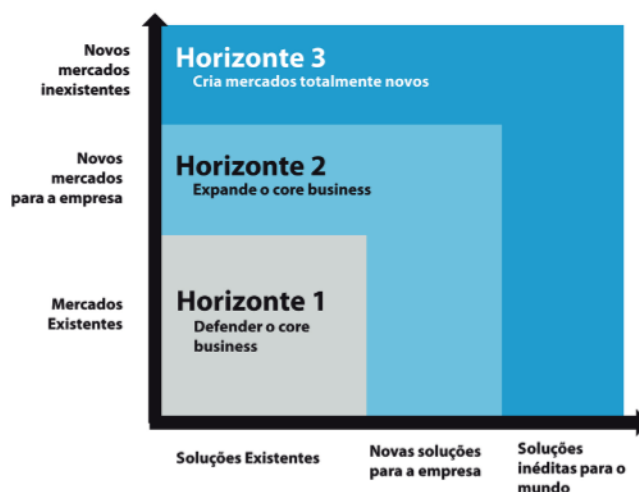 Novos
mercados
inexistentes
Horizonte 3
Cria mercados totalmente novos
Novos
mercados
para a empresa
Horizonte 2
Expande o core business
Mercados
Existentes
Horizonte 1
Defender o core
business
Soluções Existentes
Novas soluções
para a empresa
Soluções
inéditas para o
mundo